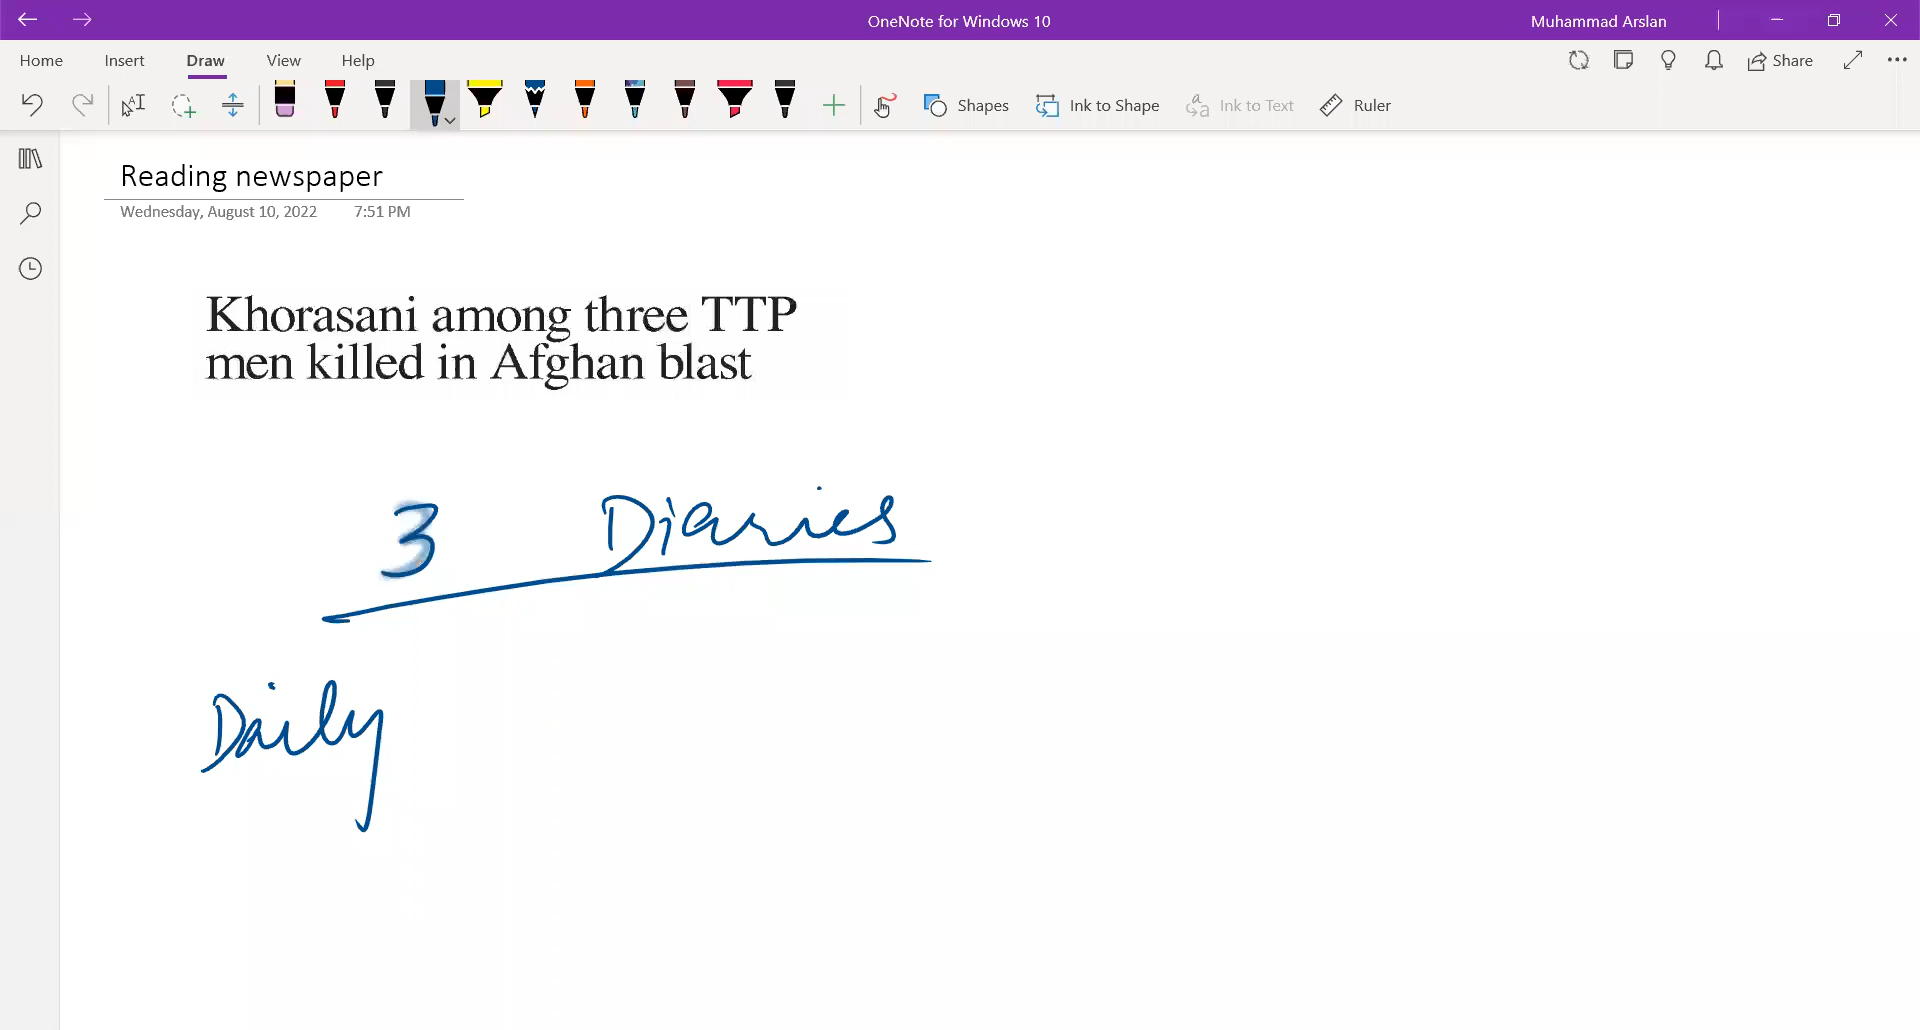 OneNote for Windows 10
Muhammad Arslan
Home Insert Draw View Help
Share
Shapes Ink to Shape Ink to Text Ruler
Reading newspaper
Wednesday, August 10, 2022 7:51 PM
Khorasani among three TTP
men killed in Afghan blast
3 Diaries
Daily